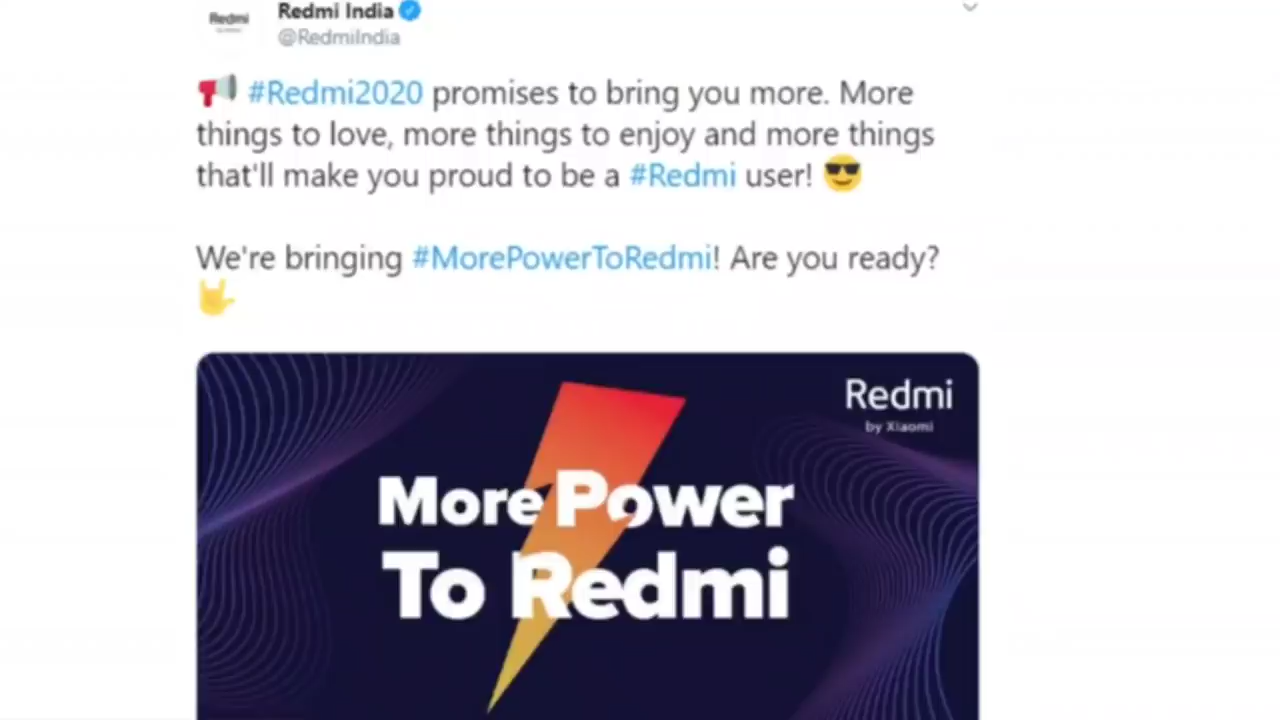 Redmi
Redmi India
@RedmiIndia
#Redmi2020 promises to bring you more. More
things to love, more things to enjoy and more things
that'll make you proud to be a #Redmi user!
We're bringing #MorePowerToRedmi! Are you ready?
Redmi
by Xiaomi
More Power
To Redmi